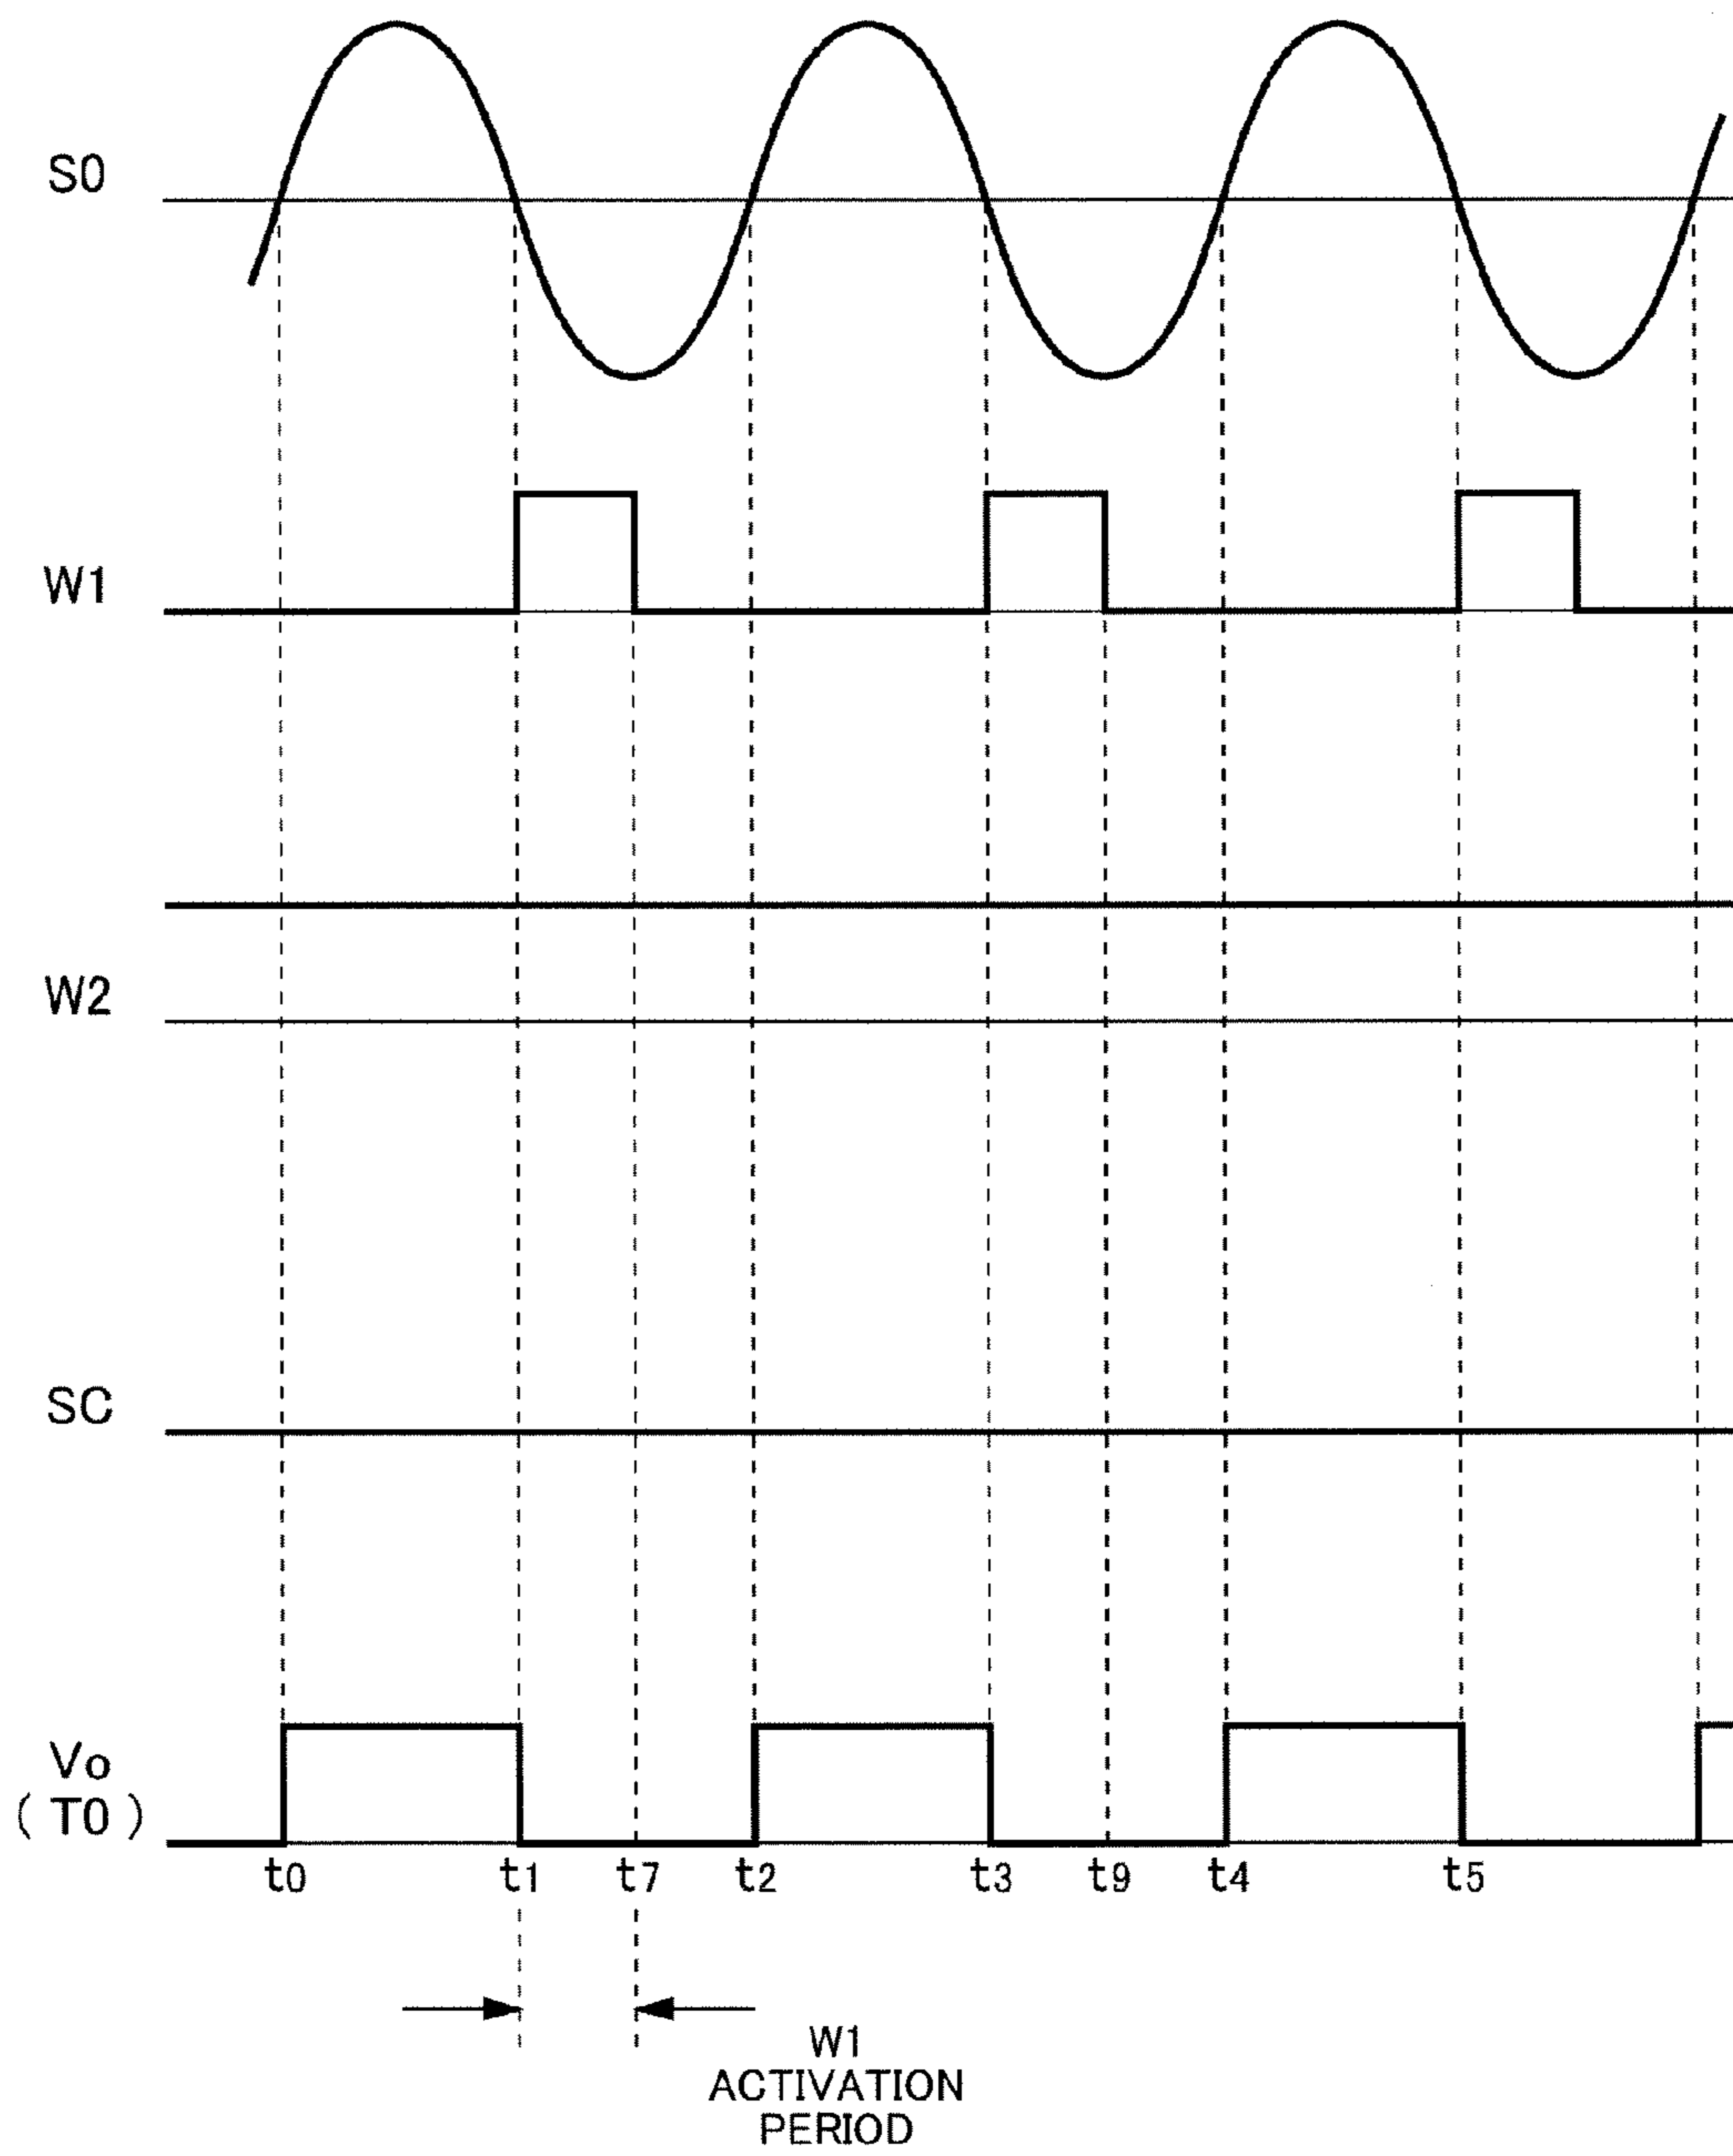 S0
W1
W2
SC
Vo
( T0 )
t0 t1 t7 t2 t3 t9 t4 t5
W1
ACTIVATION
PERIOD